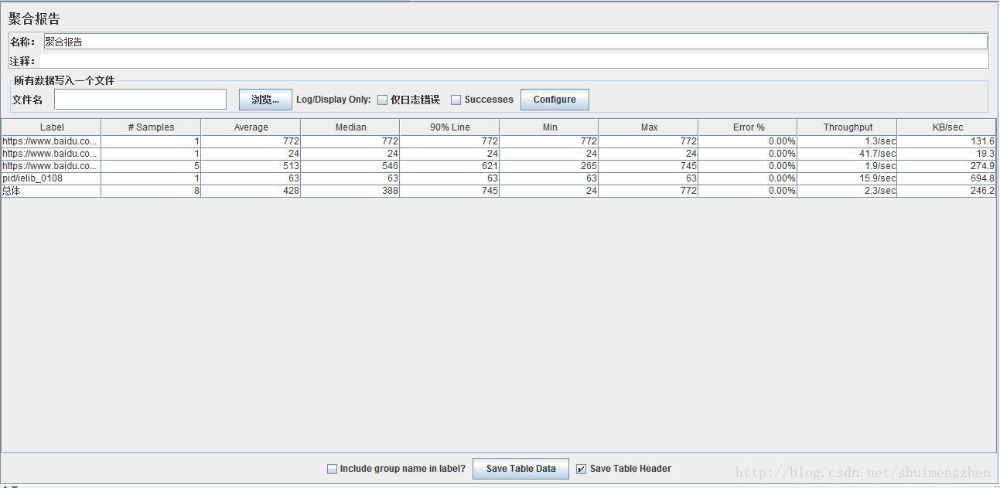 聚合报告
名称： 聚合报告
注释：
所有数据写入一个文件
文件名 浏览... Log/Display Only: 仅日志错误 Successes Configure
Label # Samples Average Median 90% Line Min Max Error % Throughput KB/sec
https://www.baidu.co... 1 772 772 772 772 772 0.00% 1.3/sec 131.6
https://www.baidu.co... 1 24 24 24 24 24 0.00% 41.7/sec 19.3
https://www.baidu.co... 5 513 546 621 265 745 0.00% 1.9/sec 274.9
pid/ielib_0108 1 63 63 63 63 63 0.00% 15.9/sec 694.8
总体 8 428 388 745 24 772 0.00% 2.3/sec 246.2
Include group name in label? Save Table Data Save Table Header
http://blog.csdn.net/shuimengzhen